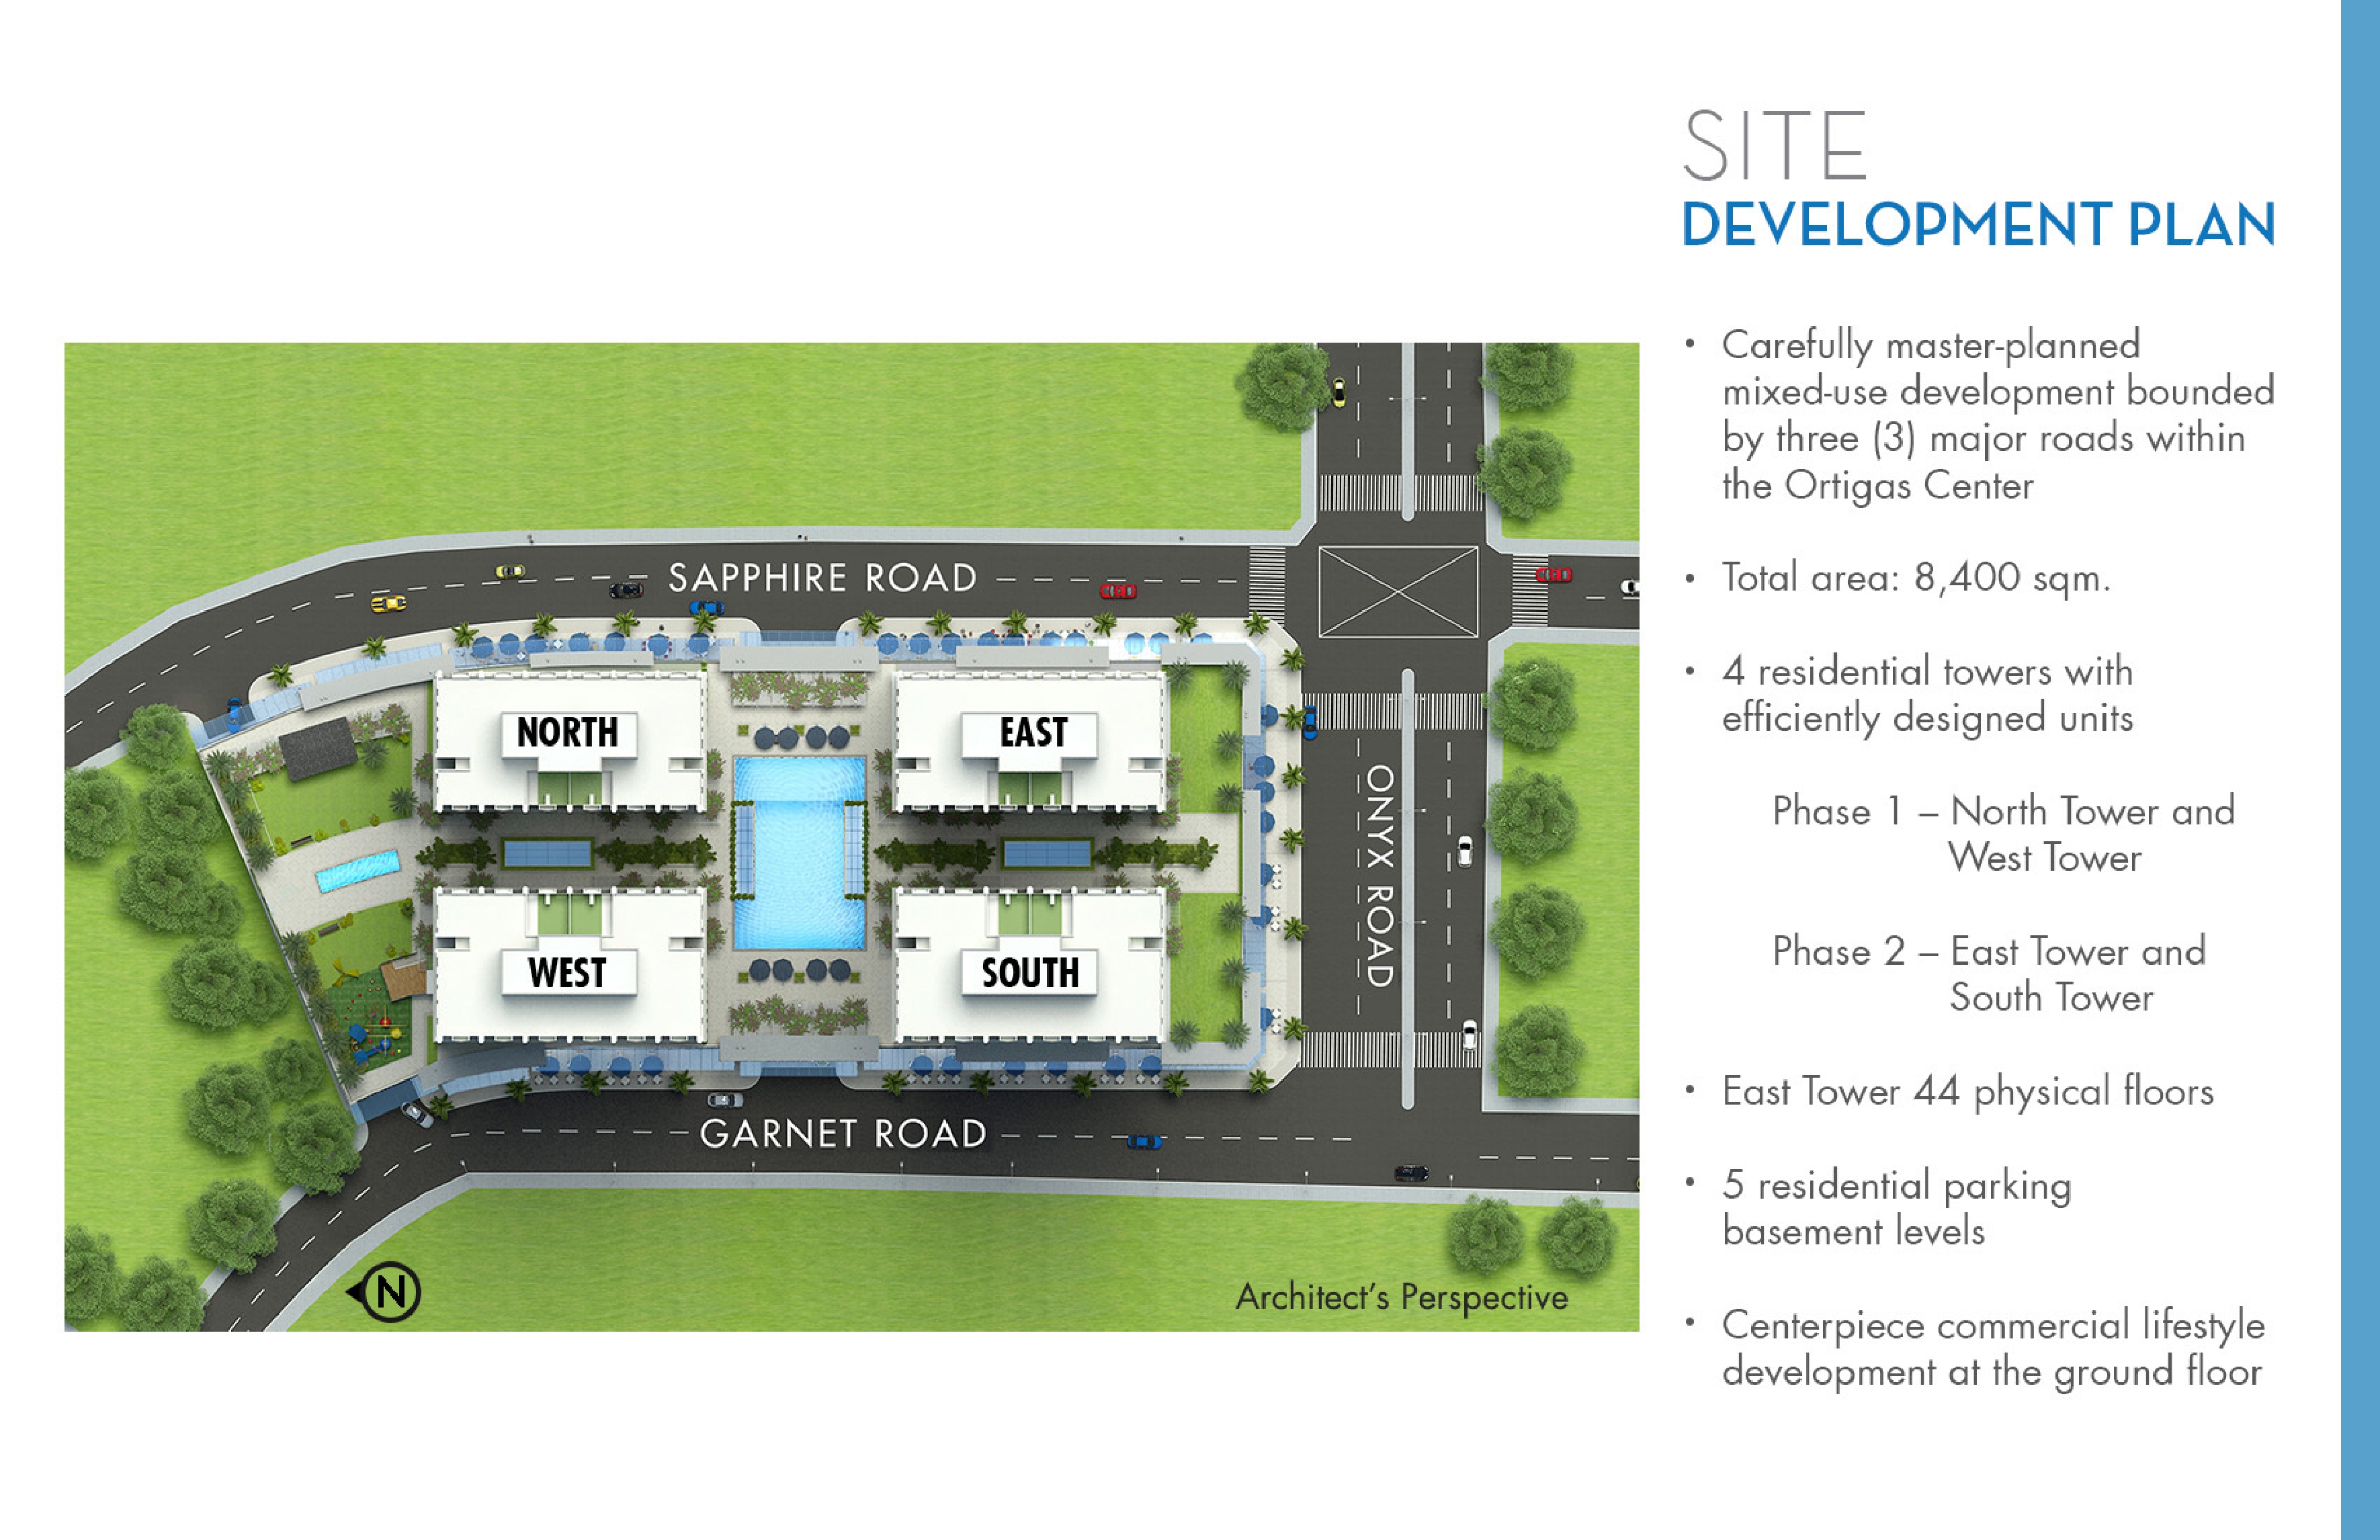 SITE
DEVELOPMENT PLAN
• Carefully master-planned
mixed-use development bounded
by three (3) major roads within
the Ortigas Center
• Total area: 8,400 sqm.
• 4 residential towers with
efficiently designed units
Phase 1 – North Tower and
West Tower
Phase 2 – East Tower and
South Tower
• East Tower 44 physical floors
• 5 residential parking
basement levels
• Centerpiece commercial lifestyle
development at the ground floor
SAPPHIRE ROAD
NORTH
EAST
ONYX ROAD
WEST
SOUTH
GARNET ROAD
N
Architect's Perspective